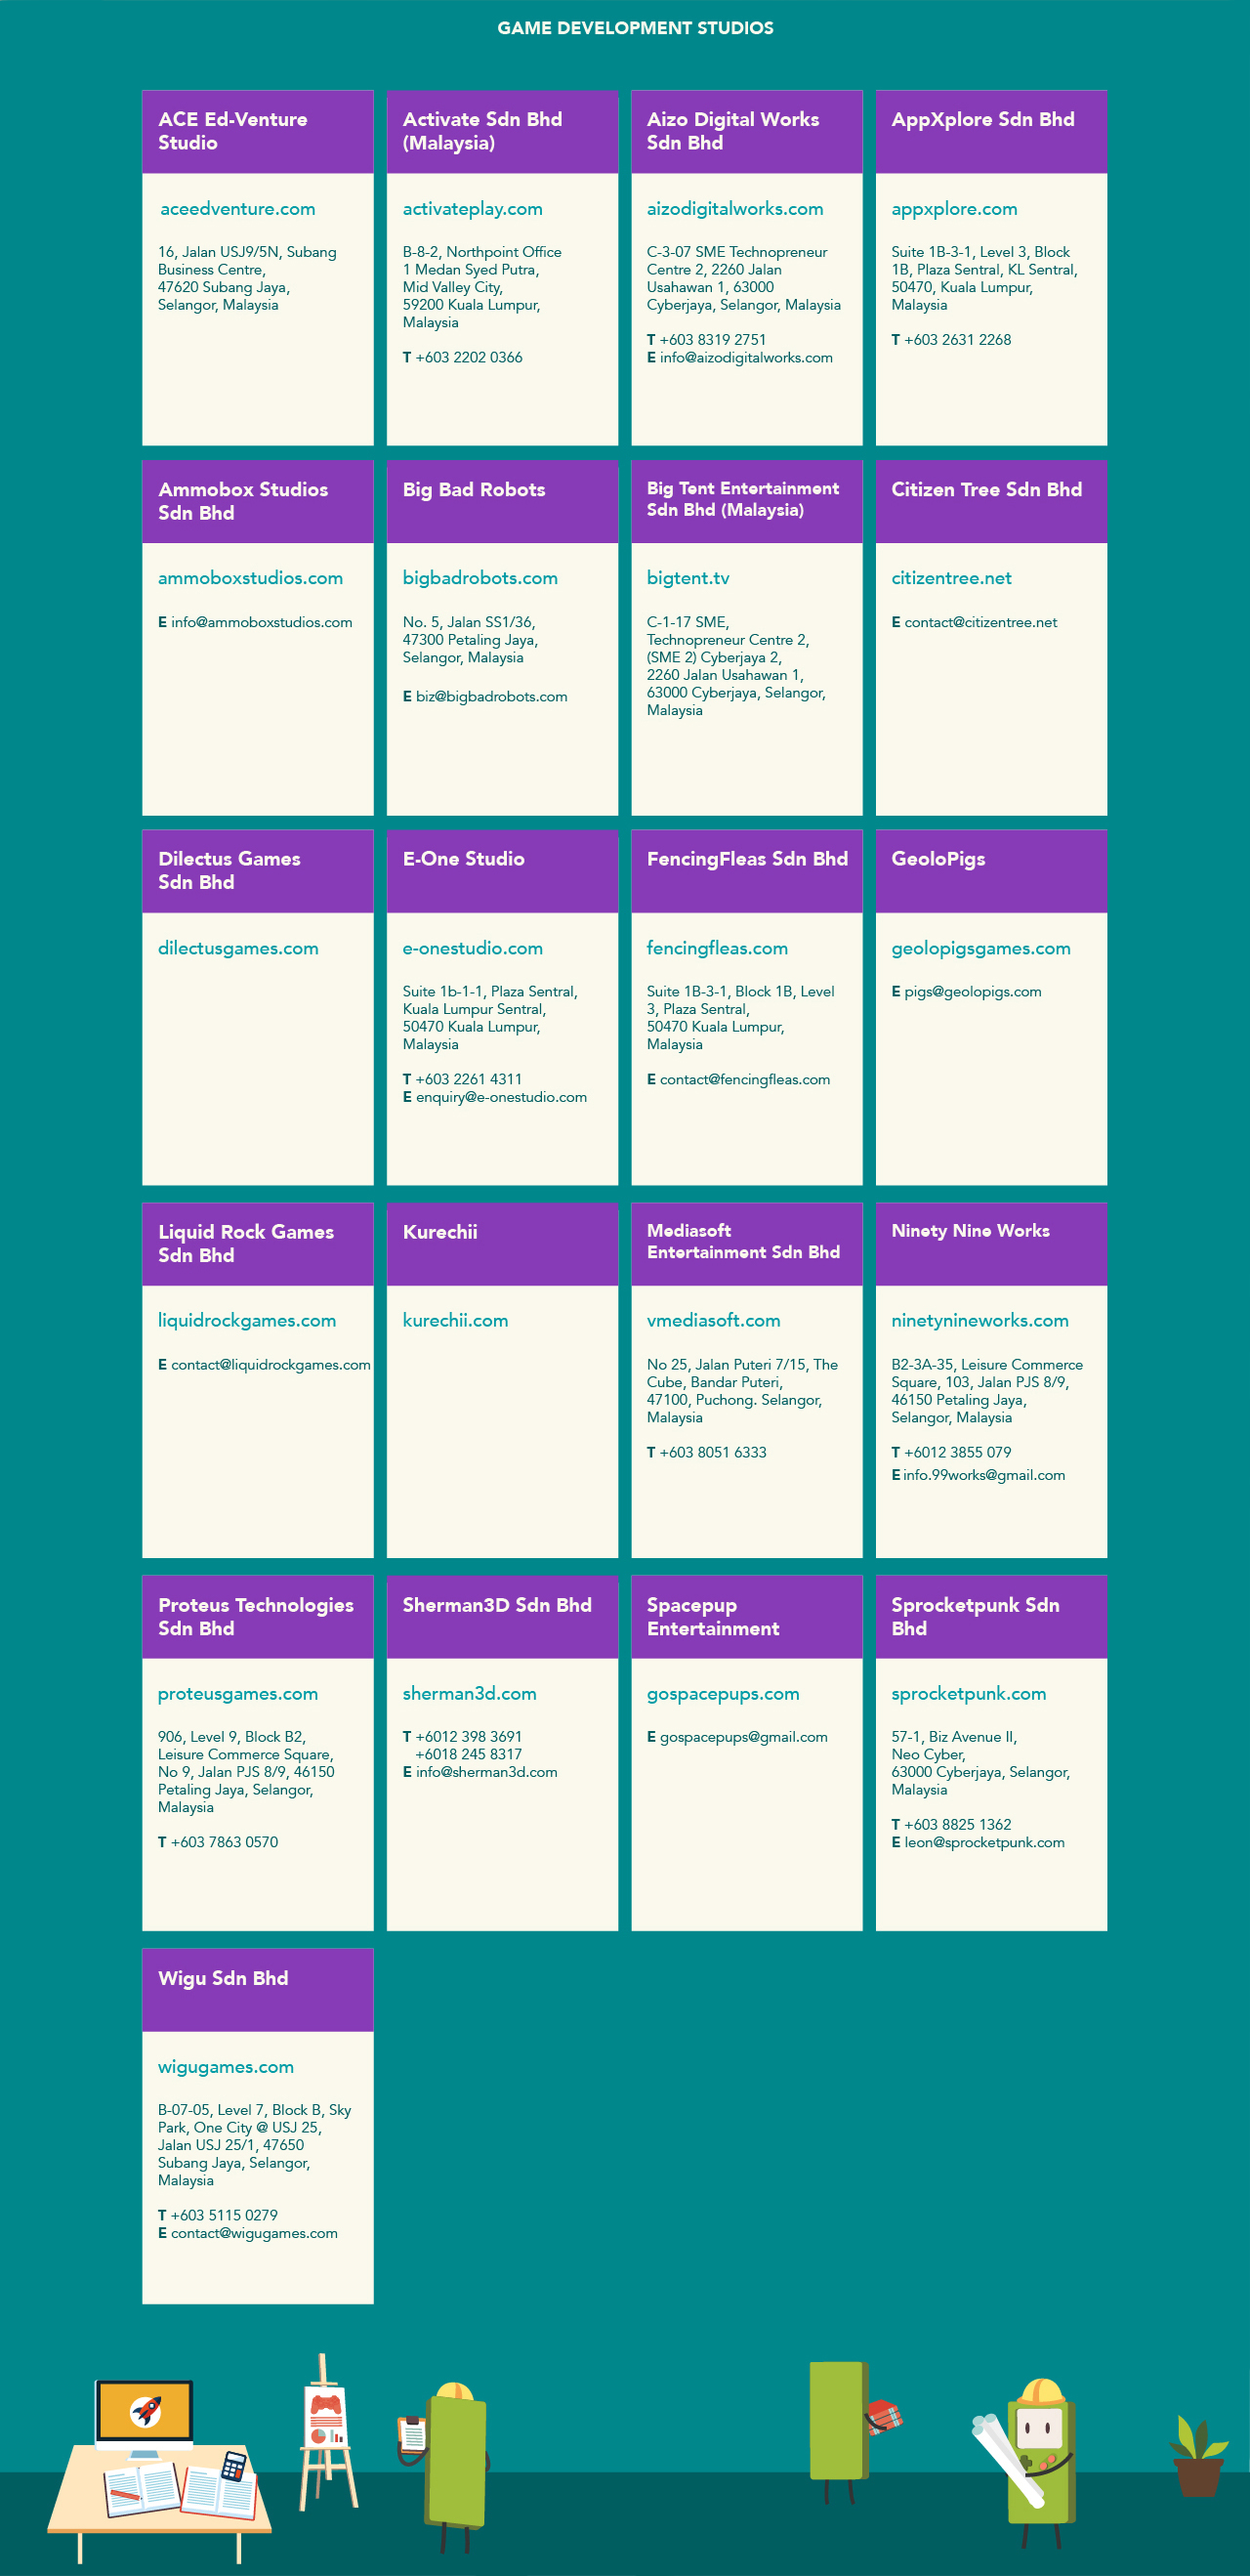 GAME DEVELOPMENT STUDIOS
ACE Ed-Venture
Studio
aceedventure.com
16, Jalan USJ9/5N, Subang
Business Centre,
47620 Subang Jaya,
Selangor, Malaysia
Activate Sdn Bhd
(Malaysia)
activateplay.com
B-8-2, Northpoint Office
1 Medan Syed Putra,
Mid Valley City,
59200 Kuala Lumpur,
Malaysia
T +603 2202 0366
Aizo Digital Works
Sdn Bhd
aizodigitalworks.com
C-3-07 SME Technopreneur
Centre 2, 2260 Jalan
Usahawan 1, 63000
Cyberjaya, Selangor, Malaysia
T +603 8319 2751
E info@aizodigitalworks.com
AppXplore Sdn Bhd
appxplore.com
Suite 1B-3-1, Level 3, Block
1B, Plaza Sentral, KL Sentral,
50470, Kuala Lumpur,
Malaysia
T +603 2631 2268
Ammobox Studios
Sdn Bhd
ammoboxstudios.com
E info@ammoboxstudios.com
Big Bad Robots
bigbadrobots.com
No. 5, Jalan SS1/36,
47300 Petaling Jaya,
Selangor, Malaysia
E biz@bigbadrobots.com
Big Tent Entertainment
Sdn Bhd (Malaysia)
bigtent.tv
C-1-17 SME,
Technopreneur Centre 2,
(SME 2) Cyberjaya 2,
2260 Jalan Usahawan 1,
63000 Cyberjaya, Selangor,
Malaysia
Citizen Tree Sdn Bhd
citizentree.net
E contact@citizentree.net
Dilectus Games
Sdn Bhd
dilectusgames.com
E-One Studio
e-onestudio.com
Suite 1b-1-1, Plaza Sentral,
Kuala Lumpur Sentral,
50470 Kuala Lumpur,
Malaysia
T +603 2261 4311
E enquiry@e-onestudio.com
FencingFleas Sdn Bhd
fencingfleas.com
Suite 1B-3-1, Block 1B, Level
3, Plaza Sentral,
50470 Kuala Lumpur,
Malaysia
E contact@fencingfleas.com
GeoloPigs
geolopigsgames.com
E pigs@geolopigs.com
Liquid Rock Games
Sdn Bhd
liquidrockgames.com
E contact@liquidrockgames.com
Kurechii
kurechii.com
Mediasoft
Entertainment Sdn Bhd
vmediasoft.com
No 25, Jalan Puteri 7/15, The
Cube, Bandar Puteri,
47100, Puchong. Selangor,
Malaysia
T +603 8051 6333
Ninety Nine Works
ninetynineworks.com
B2-3A-35, Leisure Commerce
Square, 103, Jalan PJS 8/9,
46150 Petaling Jaya,
Selangor, Malaysia
T +6012 3855 079
E info.99works@gmail.com
Proteus Technologies
Sdn Bhd
proteusgames.com
906, Level 9, Block B2,
Leisure Commerce Square,
No 9, Jalan PJS 8/9, 46150
Petaling Jaya, Selangor,
Malaysia
T +603 7863 0570
Sherman3D Sdn Bhd
sherman3d.com
T +6012 398 3691
+6018 245 8317
E info@sherman3d.com
Spacepup
Entertainment
gospacepups.com
E gospacepups@gmail.com
Sprocketpunk Sdn
Bhd
sprocketpunk.com
57-1, Biz Avenue II,
Neo Cyber,
63000 Cyberjaya, Selangor,
Malaysia
T +603 8825 1362
E leon@sprocketpunk.com
Wigu Sdn Bhd
wigugames.com
B-07-05, Level 7, Block B, Sky
Park, One City @ USJ 25,
Jalan USJ 25/1, 47650
Subang Jaya, Selangor,
Malaysia
T +603 5115 0279
E contact@wigugames.com